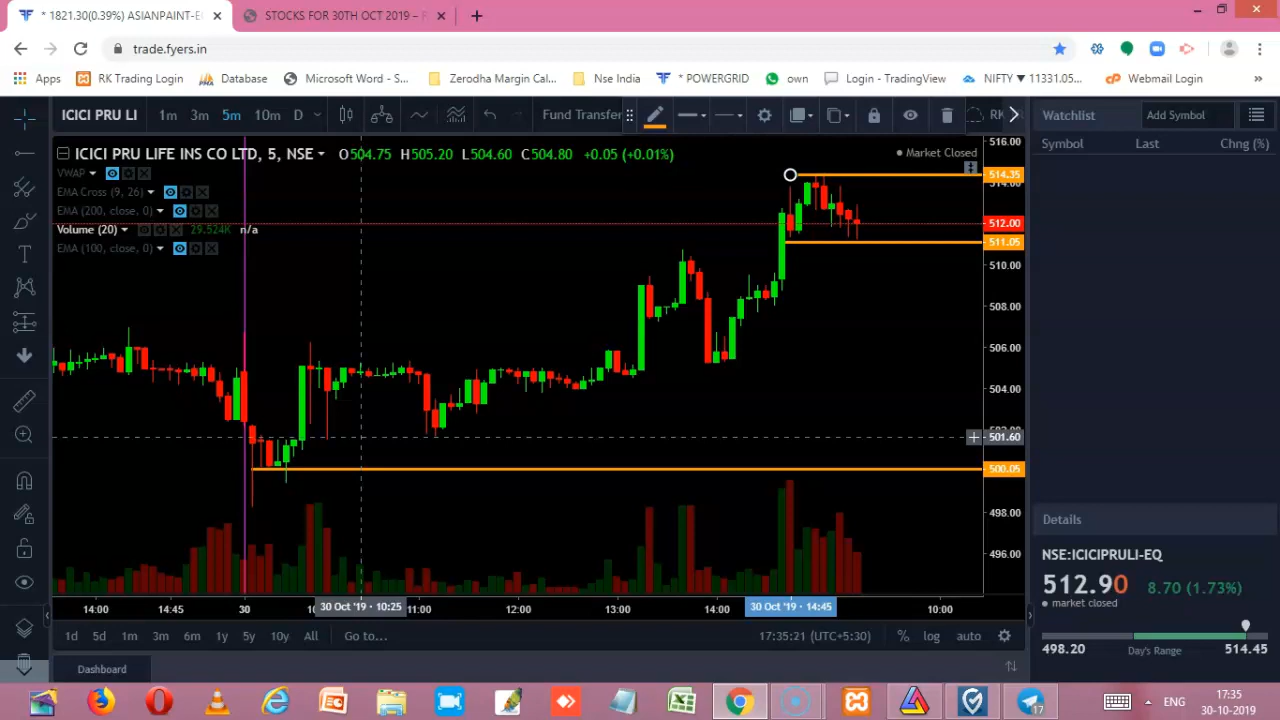 * 1821.30(0.39%) ASIANPAINT-E
STOCKS FOR 30TH OCT 2019 –
trade.fyers.in
Apps RK Trading Login Database Microsoft Word - S... Zerodha Margin Cal... Nse India * POWERGRID own Login - TradingView NIFTY ▼ 11331.05... Webmail Login »
ICICI PRU LI 1m 3m 5m 10m D Fund Transfer RK
Watchlist Add Symbol
Symbol Last Chng (%)
ICICI PRU LIFE INS CO LTD, 5, NSE O504.75 H505.20 L504.60 C504.80 +0.05 (+0.01%)
Market Closed
VWAP
EMA Cross (9, 26)
EMA (200, close, 0)
Volume (20) 29.524K n/a
EMA (100, close, 0)
516.00
514.35
514.00
512.00
511.05
510.00
508.00
506.00
504.00
501.60
500.05
498.00
496.00
14:00 14:45 30 30 Oct '19 · 10:25 11:00 12:00 13:00 14:00 30 Oct '19 · 14:45 10:00
1d 5d 1m 3m 6m 1y 5y 10y All Go to... 17:35:21 (UTC+5:30) % log auto
Dashboard
Details
NSE:ICICIPRULI-EQ
512.90 8.70 (1.73%)
market closed
498.20 Day's Range 514.45
17
ENG
17:35
30-10-2019